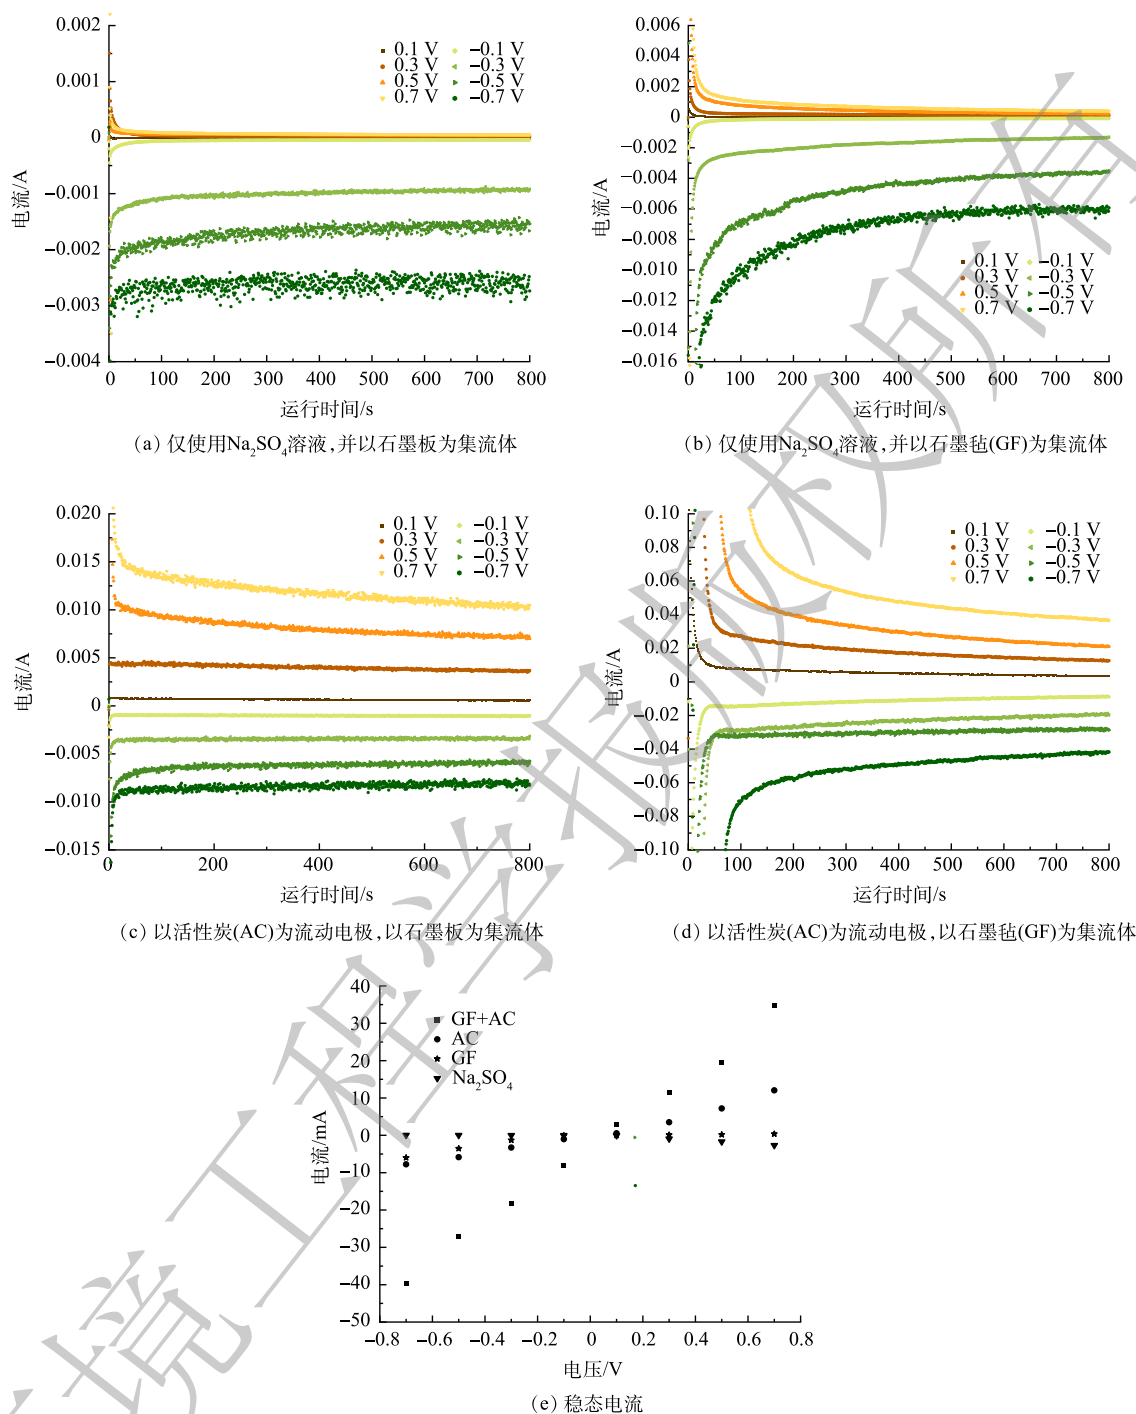 0.002
0.001
0
−0.001
−0.002
−0.003
−0.004
电流/A
0.1 V −0.1 V
0.3 V −0.3 V
0.5 V −0.5 V
0.7 V −0.7 V
0 100 200 300 400 500 600 700 800
运行时间/s
(a) 仅使用Na₂SO₄溶液,并以石墨板为集流体
0.006
0.004
0.002
0
−0.002
−0.004
−0.006
−0.008
−0.010
−0.012
−0.014
−0.016
电流/A
0.1 V −0.1 V
0.3 V −0.3 V
0.5 V −0.5 V
0.7 V −0.7 V
0 100 200 300 400 500 600 700 800
运行时间/s
(b) 仅使用Na₂SO₄溶液,并以石墨毡(GF)为集流体
0.020
0.015
0.010
0.005
0
−0.005
−0.010
−0.015
电流/A
0.1 V −0.1 V
0.3 V −0.3 V
0.5 V −0.5 V
0.7 V −0.7 V
0 200 400 600 800
运行时间/s
(c) 以活性炭(AC)为流动电极,以石墨板为集流体
0.10
0.08
0.06
0.04
0.02
0
−0.02
−0.04
−0.06
−0.08
−0.10
电流/A
0.1 V −0.1 V
0.3 V −0.3 V
0.5 V −0.5 V
0.7 V −0.7 V
0 100 200 300 400 500 600 700 800
运行时间/s
(d) 以活性炭(AC)为流动电极,以石墨毡(GF)为集流体
40
35
30
25
20
10
0
−10
−20
−30
−40
−50
电流/mA
GF+AC
AC
GF
Na₂SO₄
−0.8 −0.6 −0.4 −0.2 0 0.2 0.4 0.6 0.8
电压/V
(e) 稳态电流
境工程学报版权所有